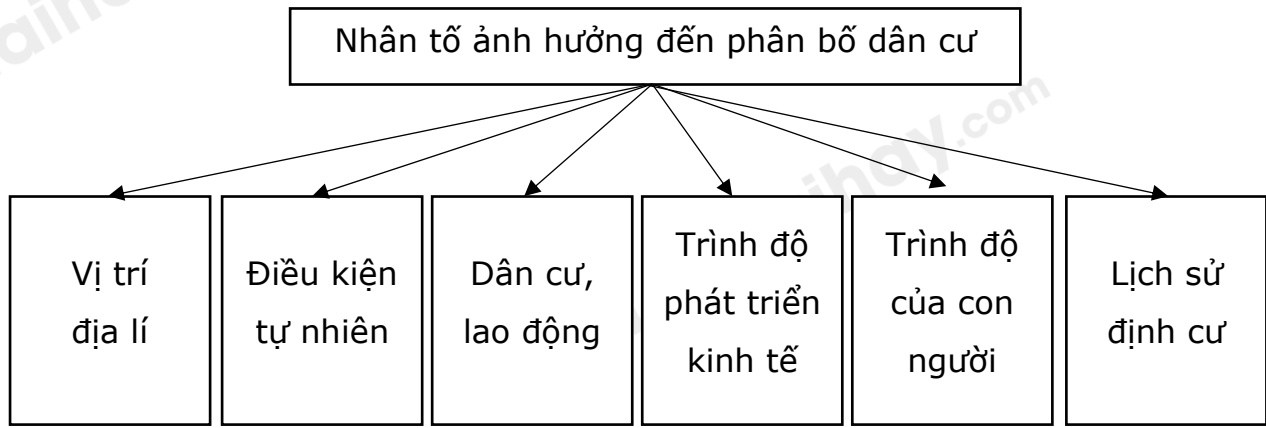 Nhân tố ảnh hưởng đến phân bố dân cư
Vị trí
địa lí
Điều kiện
tự nhiên
Dân cư,
lao động
Trình độ
phát triển
kinh tế
Trình độ
của con
người
Lịch sử
định cư